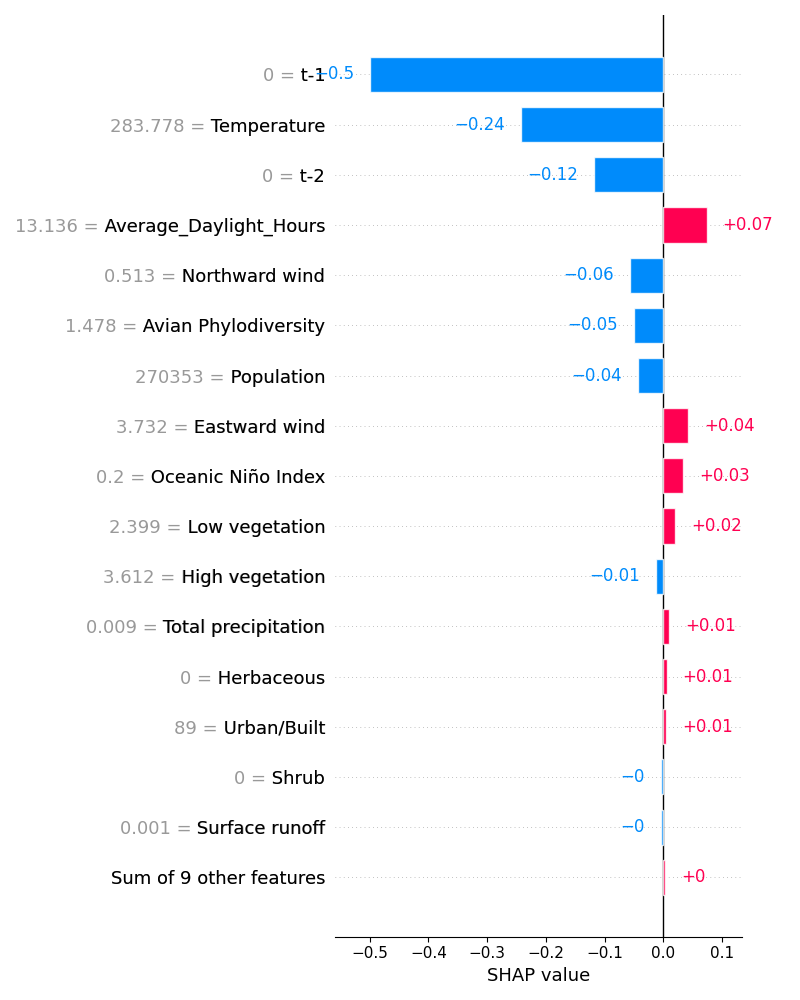 0 = t-1 −0.5
283.778 = Temperature −0.24
0 = t-2 −0.12
13.136 = Average_Daylight_Hours +0.07
0.513 = Northward wind −0.06
1.478 = Avian Phylodiversity −0.05
270353 = Population −0.04
3.732 = Eastward wind +0.04
0.2 = Oceanic Niño Index +0.03
2.399 = Low vegetation +0.02
3.612 = High vegetation −0.01
0.009 = Total precipitation +0.01
0 = Herbaceous +0.01
89 = Urban/Built +0.01
0 = Shrub −0
0.001 = Surface runoff −0
Sum of 9 other features +0
−0.5 −0.4 −0.3 −0.2 −0.1 0.0 0.1
SHAP value